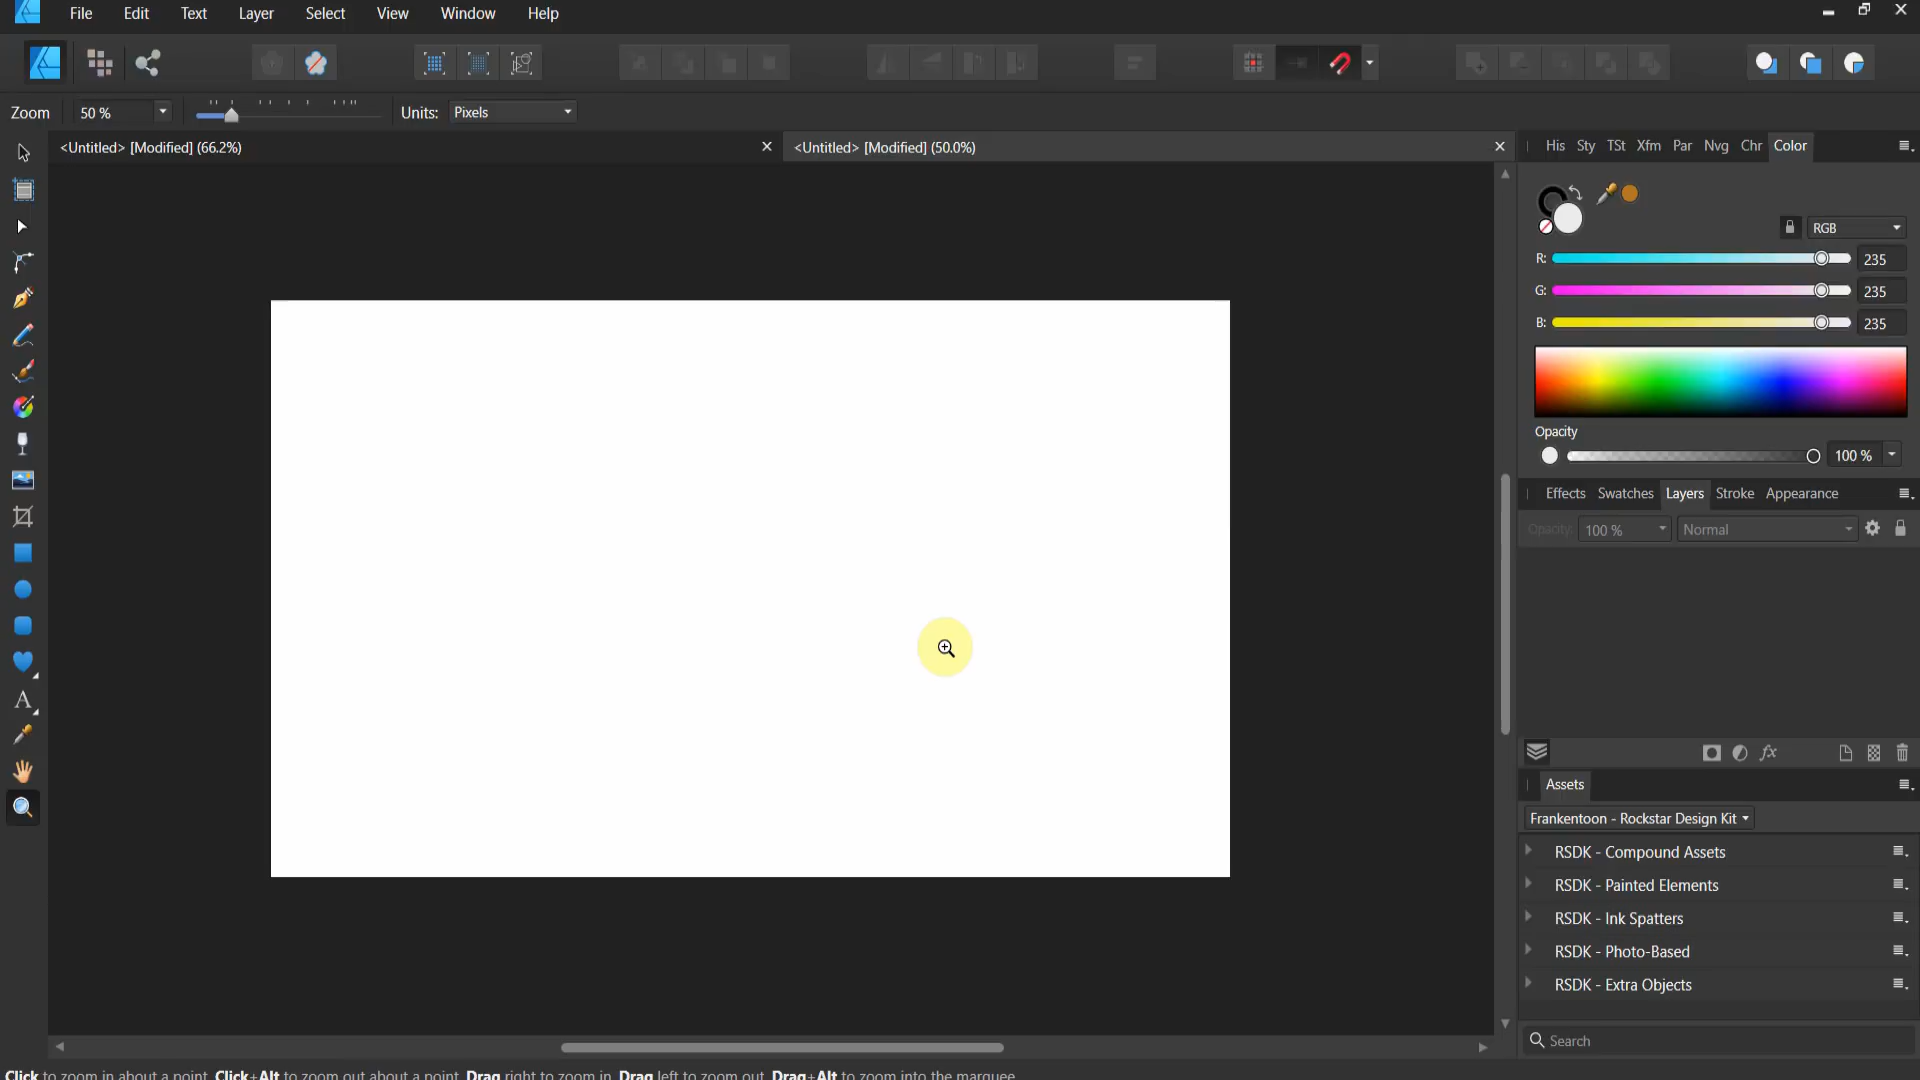 File Edit Text Layer Select View Window Help
Zoom 50 % Units: Pixels
<Untitled> [Modified] (66.2%) <Untitled> [Modified] (50.0%)
His Sty TSt Xfm Par Nvg Chr Color
RGB
R: 235
G: 235
B: 235
Opacity
100 %
Effects Swatches Layers Stroke Appearance
Opacity: 100 % Normal
fx
Assets
Frankentoon - Rockstar Design Kit
RSDK - Compound Assets
RSDK - Painted Elements
RSDK - Ink Spatters
RSDK - Photo-Based
RSDK - Extra Objects
Search
Click to zoom in about a point. Click+Alt to zoom out about a point. Drag right to zoom in. Drag left to zoom out. Drag+Alt to zoom into the marquee.